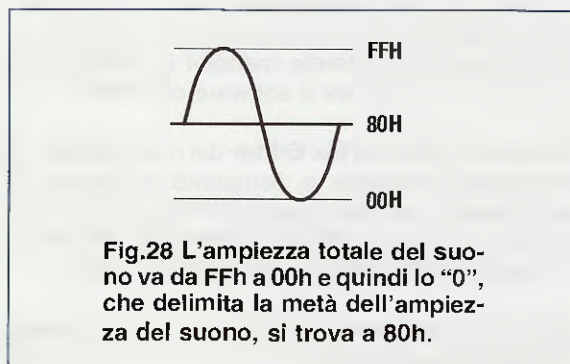 FFH
80H
00H
Fig.28 L'ampiezza totale del suo-
no va da FFh a 00h e quindi lo "0",
che delimita la metà dell'ampiez-
za del suono, si trova a 80h.